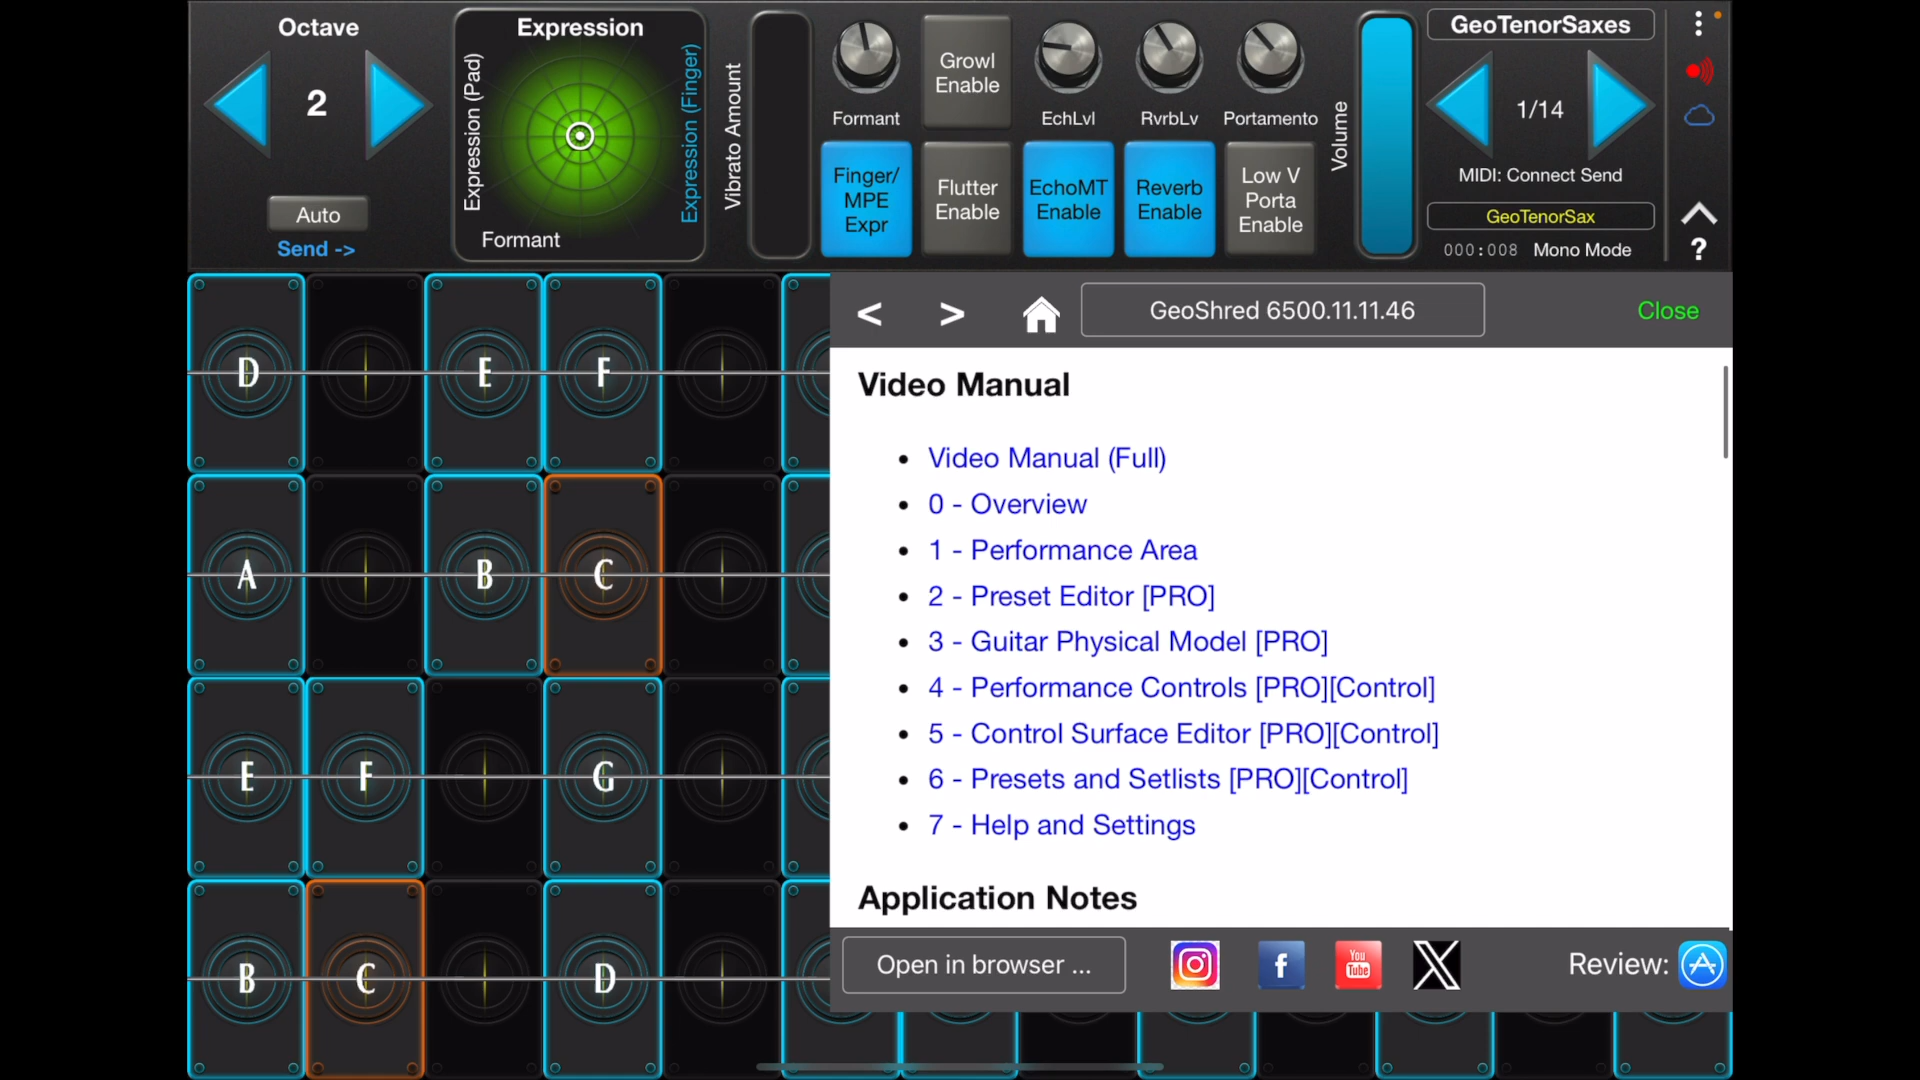 Octave
2
Auto
Send ->
Expression
Expression (Pad)
Expression (Finger)
Formant
Vibrato Amount
Formant
Growl
Enable
EchLvl
RvrbLv
Portamento
Finger/
MPE
Expr
Flutter
Enable
EchoMT
Enable
Reverb
Enable
Low V
Porta
Enable
Volume
GeoTenorSaxes
1/14
MIDI: Connect Send
GeoTenorSax
000:008 Mono Mode
?
< > GeoShred 6500.11.11.46 Close
Video Manual
• Video Manual (Full)
• 0 - Overview
• 1 - Performance Area
• 2 - Preset Editor [PRO]
• 3 - Guitar Physical Model [PRO]
• 4 - Performance Controls [PRO][Control]
• 5 - Control Surface Editor [PRO][Control]
• 6 - Presets and Setlists [PRO][Control]
• 7 - Help and Settings
Application Notes
Open in browser ...
f
You
Tube
X
Review:
D E F
A B C
E F G
B C D